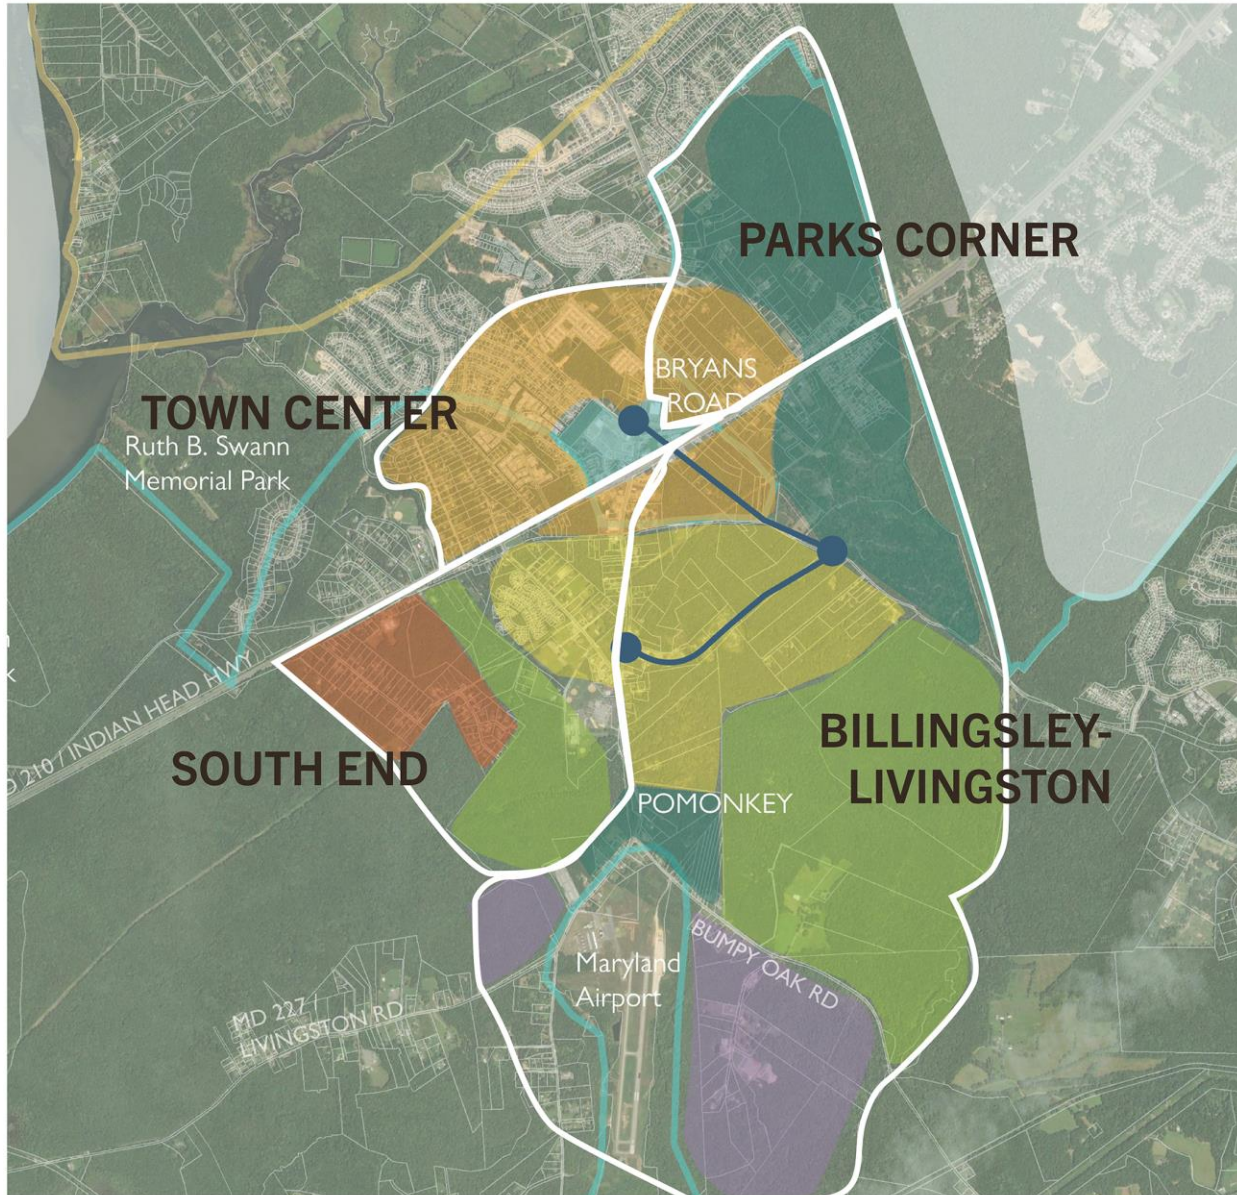 PARKS CORNER
BRYANS
ROAD
TOWN CENTER
Ruth B. Swann
Memorial Park
210 / INDIAN HEAD HWY
SOUTH END
BILLINGSLEY-
LIVINGSTON
POMONKEY
BUMPY OAK RD
Maryland
Airport
MD 227 /
LIVINGSTON RD